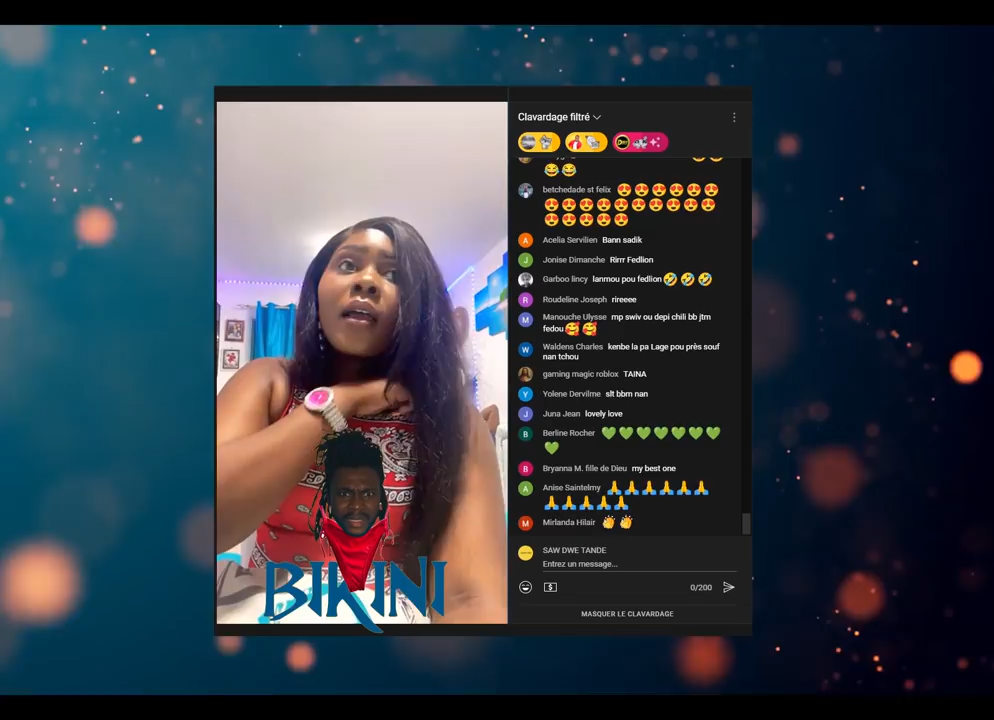 Clavardage filtré
betchedade st felix 😍😍😍😍😍😍
😍😍😍😍😍😍😍😍😍😍
😍😍😍😍😍
Acelia Servilien Bann sadik
Jonise Dimanche Rirrr Fedlion
Garboo lincy lanmou pou fedlion🤣🤣🤣
Roudeline Joseph rireeee
Manouche Ulysse mp swiv ou depi chili bb jtm
fedou🥰🥰
Waldens Charles kenbe la pa Lage pou près souf
nan tchou
gaming magic roblox TAINA
Yolene Dervilme slt bbm nan
Juna Jean lovely love
Berline Rocher 💚💚💚💚💚💚💚
💚
Bryanna M. fille de Dieu my best one
Anise Saintelmy 🙏🙏🙏🙏🙏🙏
🙏🙏🙏🙏🙏
Mirlanda Hilair 👏👏
SAW DWE TANDE
Entrez un message...
0/200
MASQUER LE CLAVARDAGE
BIKINI